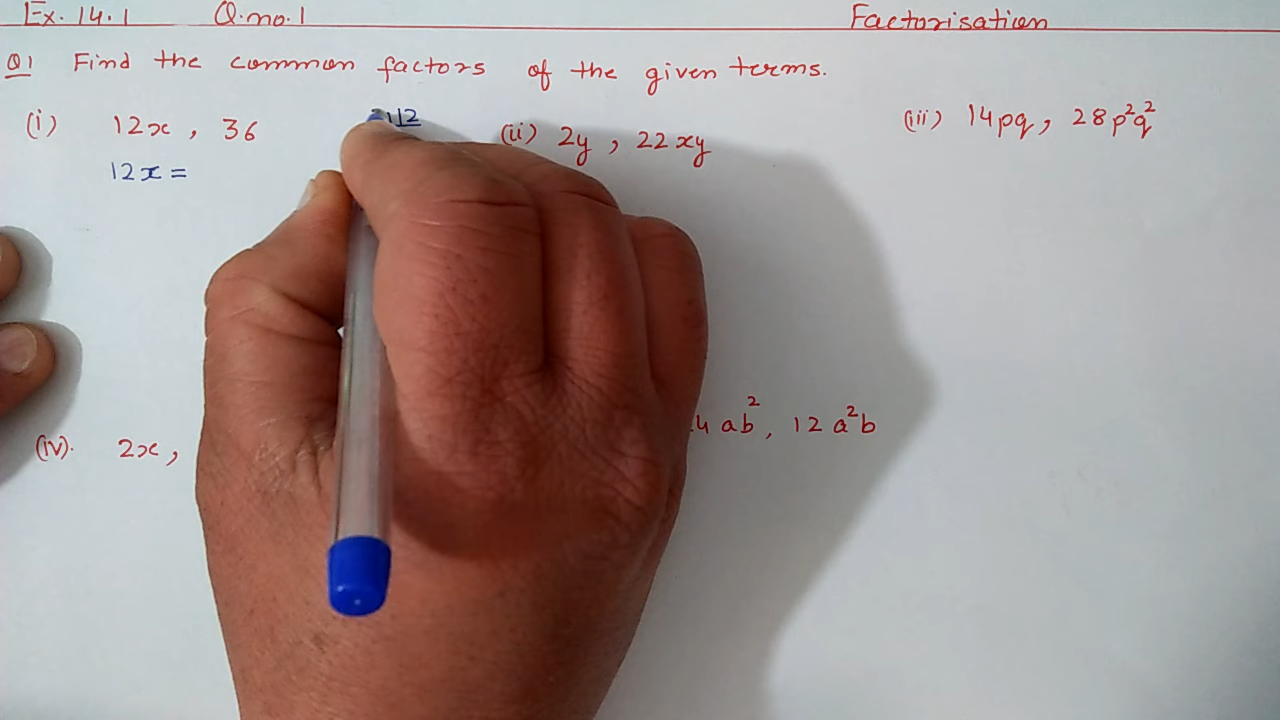 Ex. 14.1 Q.no.1 Factorisation
Q1 Find the common factors of the given terms.
(i) 12x, 36
12
(ii) 2y, 22xy
(iii) 14pq, 28p²q²
12x =
(iv). 2x,
4ab², 12a²b